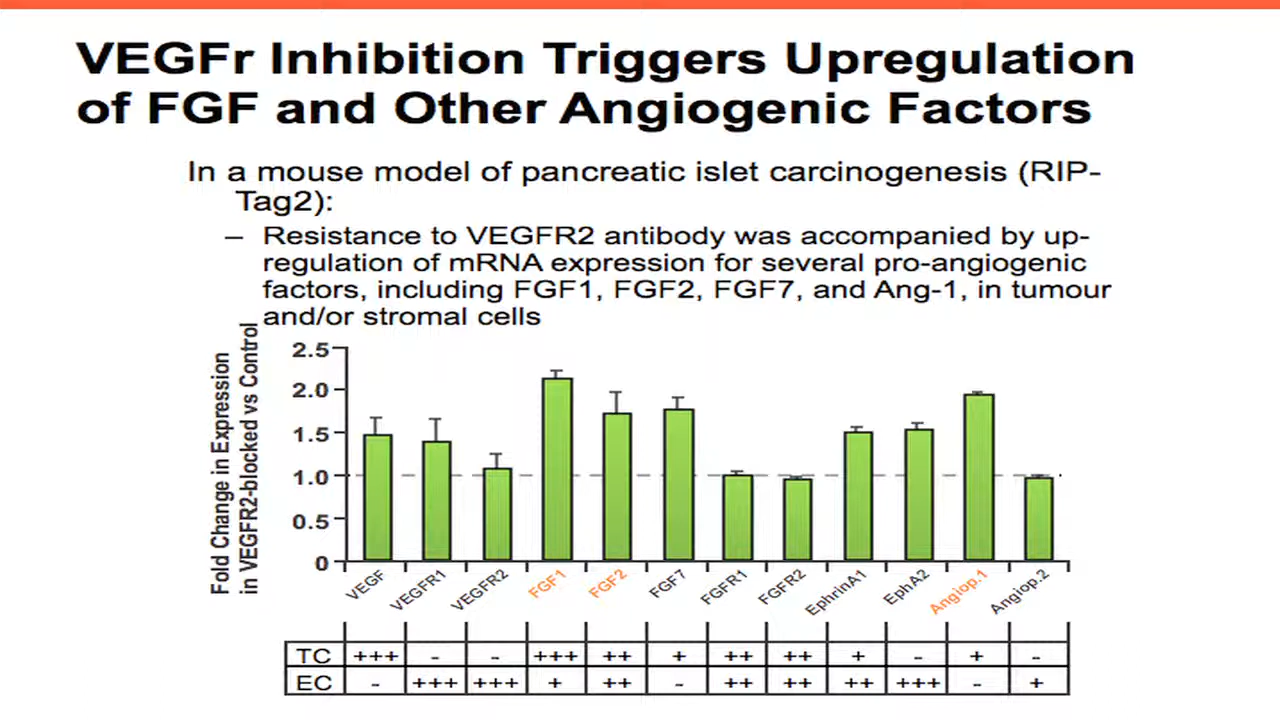 VEGFr Inhibition Triggers Upregulation
of FGF and Other Angiogenic Factors
In a mouse model of pancreatic islet carcinogenesis (RIP-
Tag2):
– Resistance to VEGFR2 antibody was accompanied by up-
regulation of mRNA expression for several pro-angiogenic
factors, including FGF1, FGF2, FGF7, and Ang-1, in tumour
and/or stromal cells
Fold Change in Expression
in VEGFR2-blocked vs Control
2.5
2.0
1.5
1.0
0.5
0
VEGF VEGFR1 VEGFR2 FGF1 FGF2 FGF7 FGFR1 FGFR2 EphrinA1 EphA2 Angiop.1 Angiop.2
TC +++ - - +++ ++ + ++ ++ + - + -
EC - +++ +++ + ++ - ++ ++ ++ +++ - +